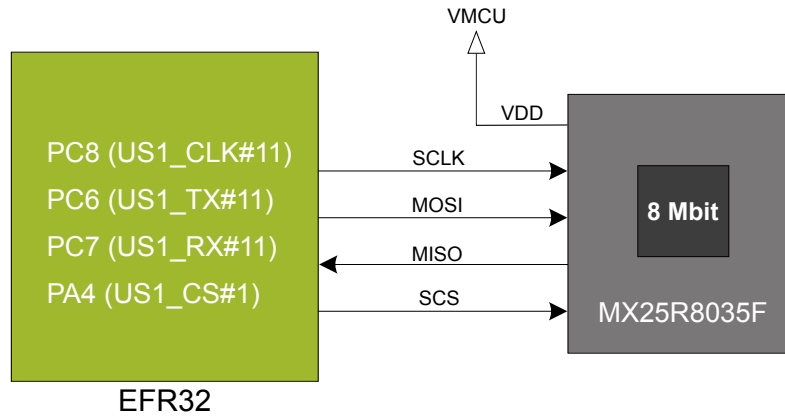 VMCU
VDD
PC8 (US1_CLK#11)
SCLK
PC6 (US1_TX#11)
MOSI
8 Mbit
PC7 (US1_RX#11)
MISO
PA4 (US1_CS#1)
SCS
MX25R8035F
EFR32